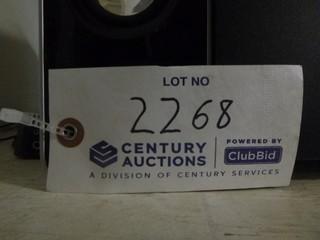 LOT NO
2268
CENTURY AUCTIONS
POWERED BY
ClubBid
A DIVISION OF CENTURY SERVICES